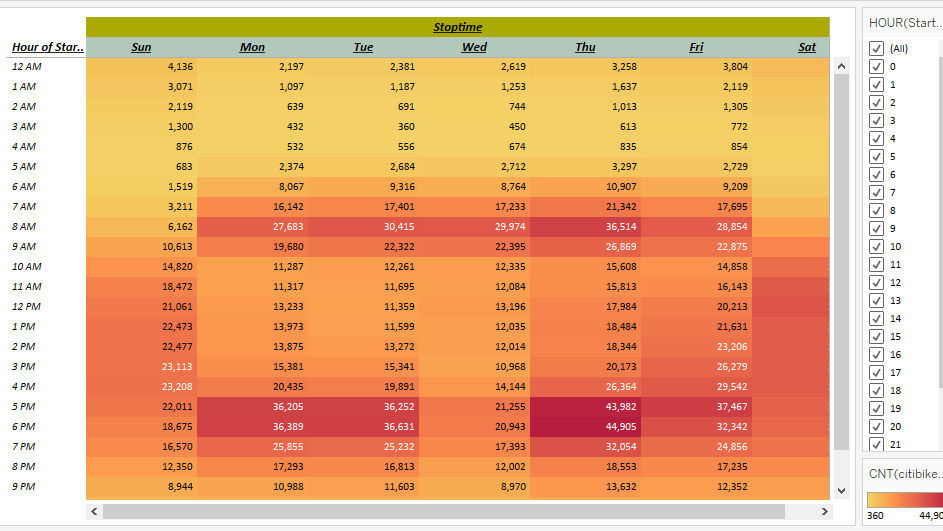 Stoptime
Hour of Star.. Sun Mon Tue Wed Thu Fri Sat
12 AM 4,136 2,197 2,381 2,619 3,258 3,804
1 AM 3,071 1,097 1,187 1,253 1,637 2,119
2 AM 2,119 639 691 744 1,013 1,305
3 AM 1,300 432 360 450 613 772
4 AM 876 532 556 674 835 854
5 AM 683 2,374 2,684 2,712 3,297 2,729
6 AM 1,519 8,067 9,316 8,764 10,907 9,209
7 AM 3,211 16,142 17,401 17,233 21,342 17,695
8 AM 6,162 27,683 30,415 29,974 36,514 28,854
9 AM 10,613 19,680 22,322 22,395 26,869 22,875
10 AM 14,820 11,287 12,261 12,335 15,608 14,858
11 AM 18,472 11,317 11,695 12,084 15,813 16,143
12 PM 21,061 13,233 11,359 13,196 17,984 20,213
1 PM 22,473 13,973 11,599 12,035 18,484 21,631
2 PM 22,477 13,875 13,272 12,014 18,344 23,206
3 PM 23,113 15,381 15,341 10,968 20,173 26,279
4 PM 23,208 20,435 19,891 14,144 26,364 29,542
5 PM 22,011 36,205 36,252 21,255 43,982 37,467
6 PM 18,675 36,389 36,631 20,943 44,905 32,342
7 PM 16,570 25,855 25,232 17,393 32,054 24,856
8 PM 12,350 17,293 16,813 12,002 18,553 17,235
9 PM 8,944 10,988 11,603 8,970 13,632 12,352
HOUR(Start..
(All)
0
1
2
3
4
5
6
7
8
9
10
11
12
13
14
15
16
17
18
19
20
21
CNT(citibike..
360 44,90